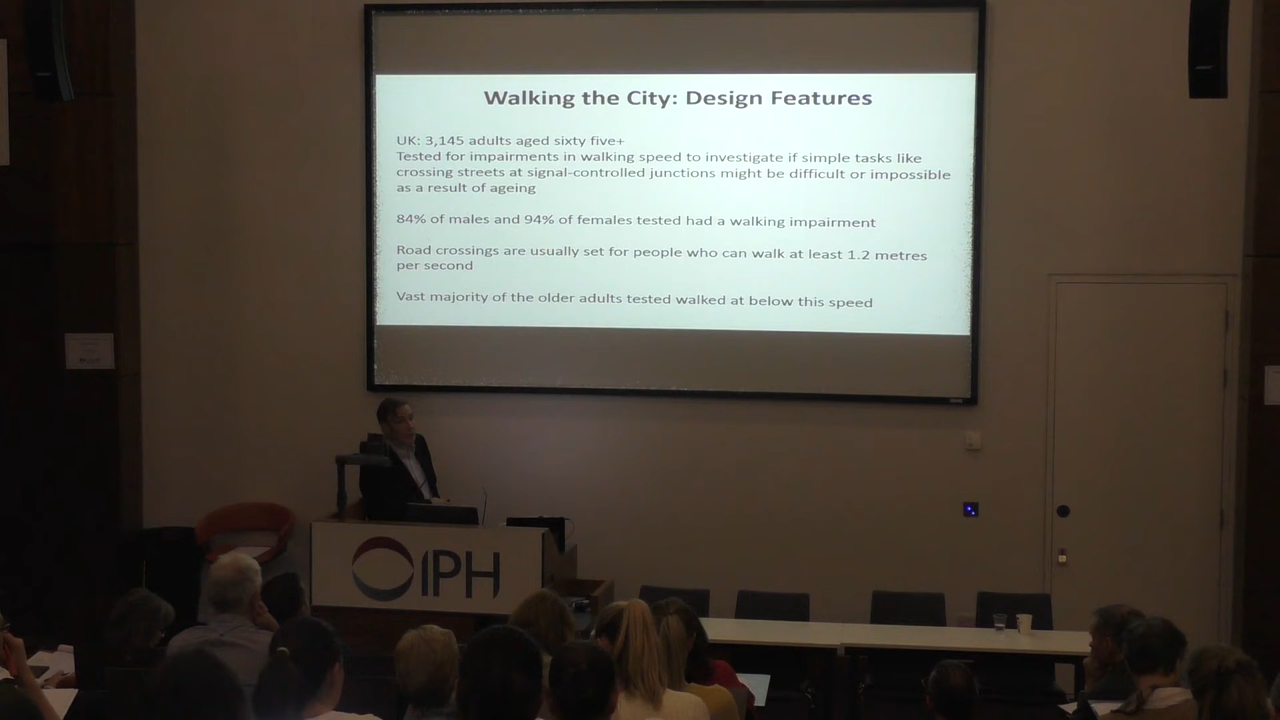 Walking the City: Design Features
UK: 3,145 adults aged sixty five+
Tested for impairments in walking speed to investigate if simple tasks like
crossing streets at signal-controlled junctions might be difficult or impossible
as a result of ageing
84% of males and 94% of females tested had a walking impairment
Road crossings are usually set for people who can walk at least 1.2 metres
per second
Vast majority of the older adults tested walked at below this speed
IPH